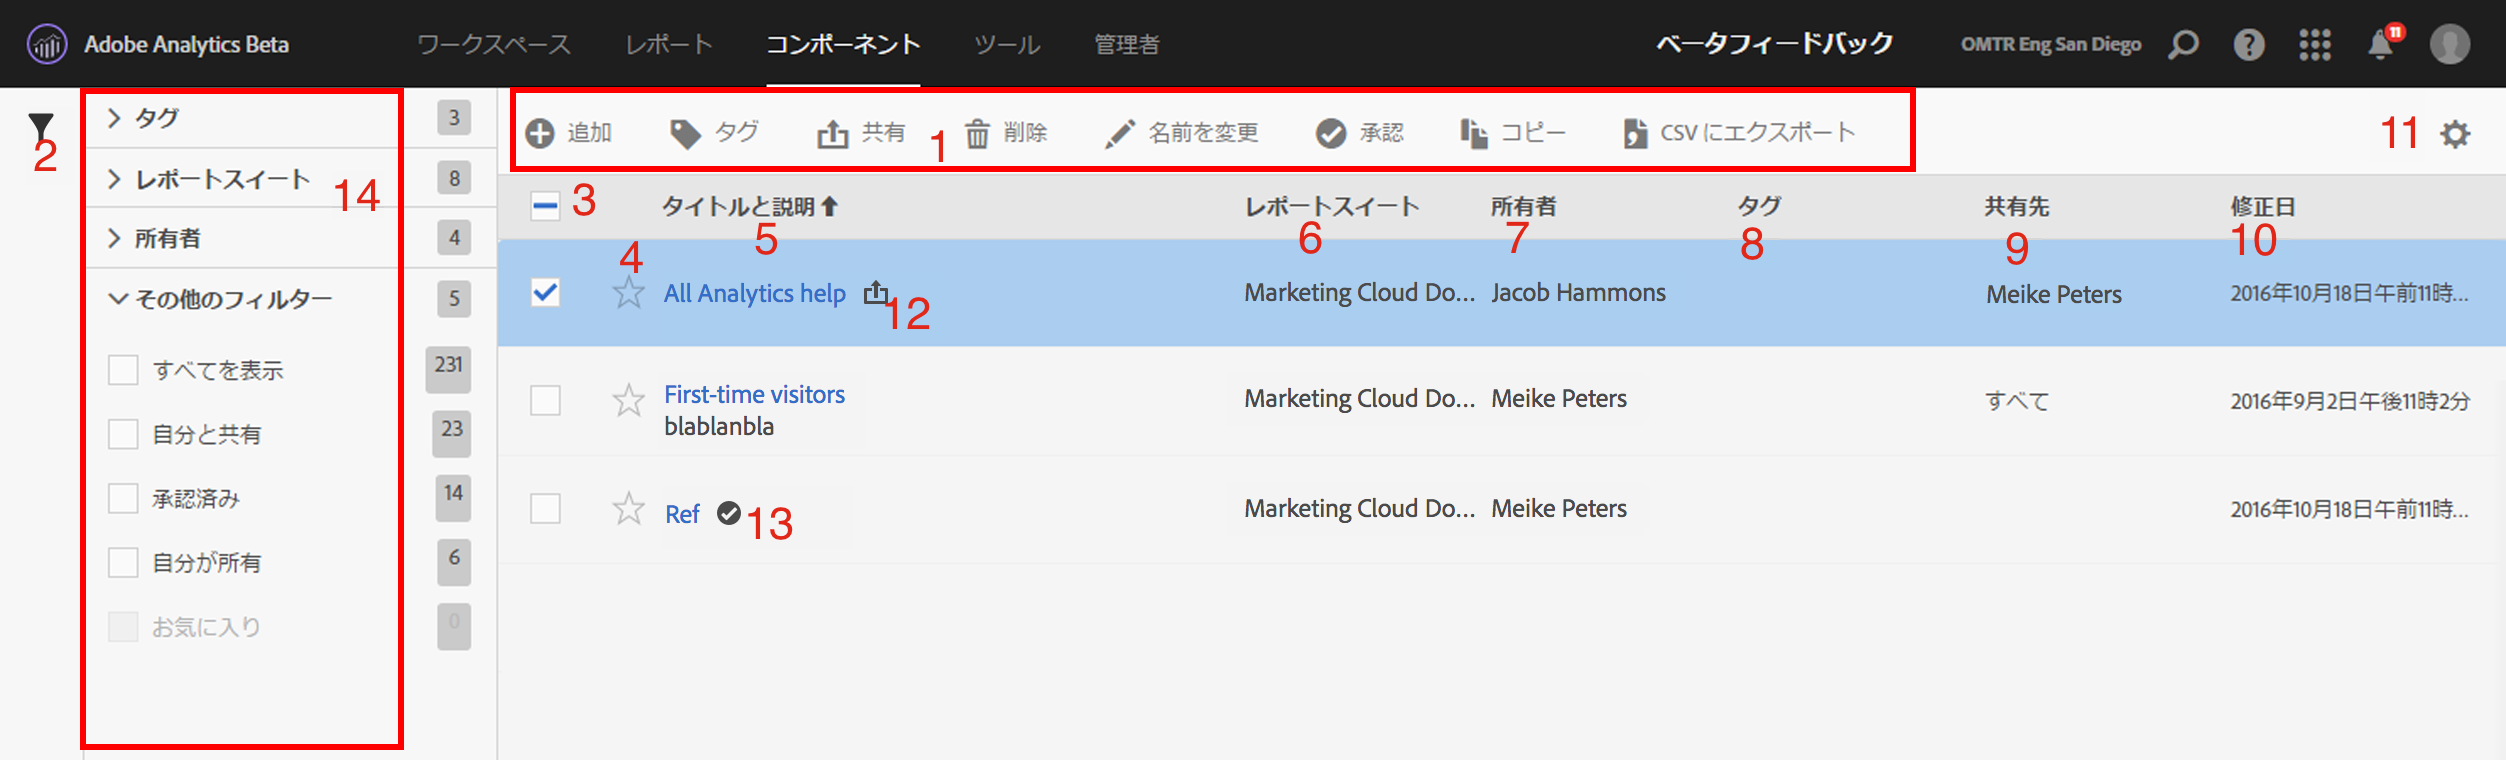 Adobe Analytics Beta ワークスペース レポート コンポーネント ツール 管理者 ベータフィードバック OMTR Eng San Diego 11
2
タグ 3
レポートスイート 8
14
所有者 4
その他のフィルター 5
すべてを表示 231
自分と共有 23
承認済み 14
自分が所有 6
お気に入り 0
追加 タグ 共有 1 削除 名前を変更 承認 コピー CSV にエクスポート 11
3 タイトルと説明 レポートスイート 所有者 タグ 共有先 修正日
4 5 6 7 8 9 10
All Analytics help 12 Marketing Cloud Do... Jacob Hammons Meike Peters 2016年10月18日午前11時...
First-time visitors Marketing Cloud Do... Meike Peters すべて 2016年9月2日午後11時2分
blablanbla
Ref 13 Marketing Cloud Do... Meike Peters 2016年10月18日午前11時...